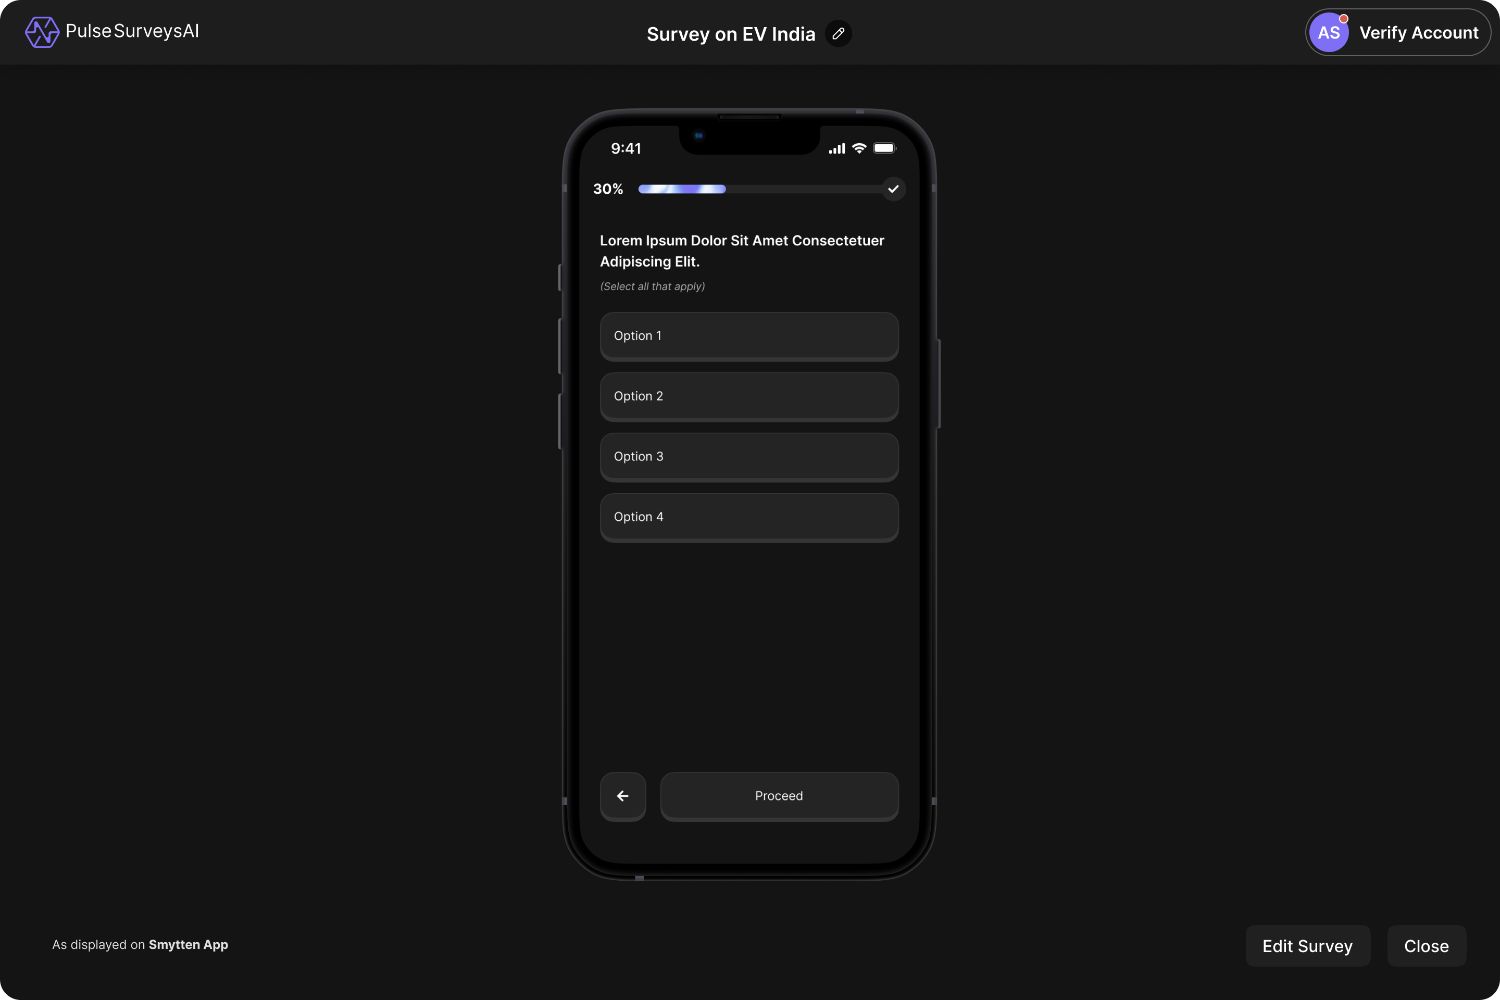 PulseSurveysAI
Survey on EV India
AS
Verify Account
9:41
30%
Lorem Ipsum Dolor Sit Amet Consectetuer
Adipiscing Elit.
(Select all that apply)
Option 1
Option 2
Option 3
Option 4
Proceed
As displayed on Smytten App
Edit Survey
Close